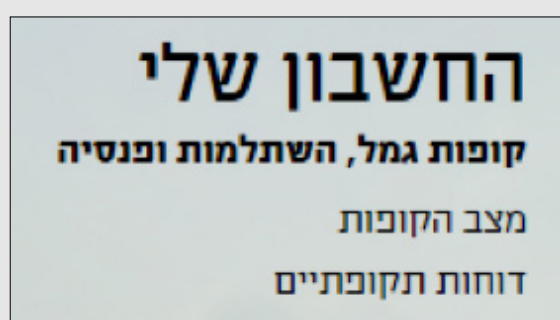 החשבון שלי
קופות גמל, השתלמות ופנסיה
מצב הקופות
דוחות תקופתיים